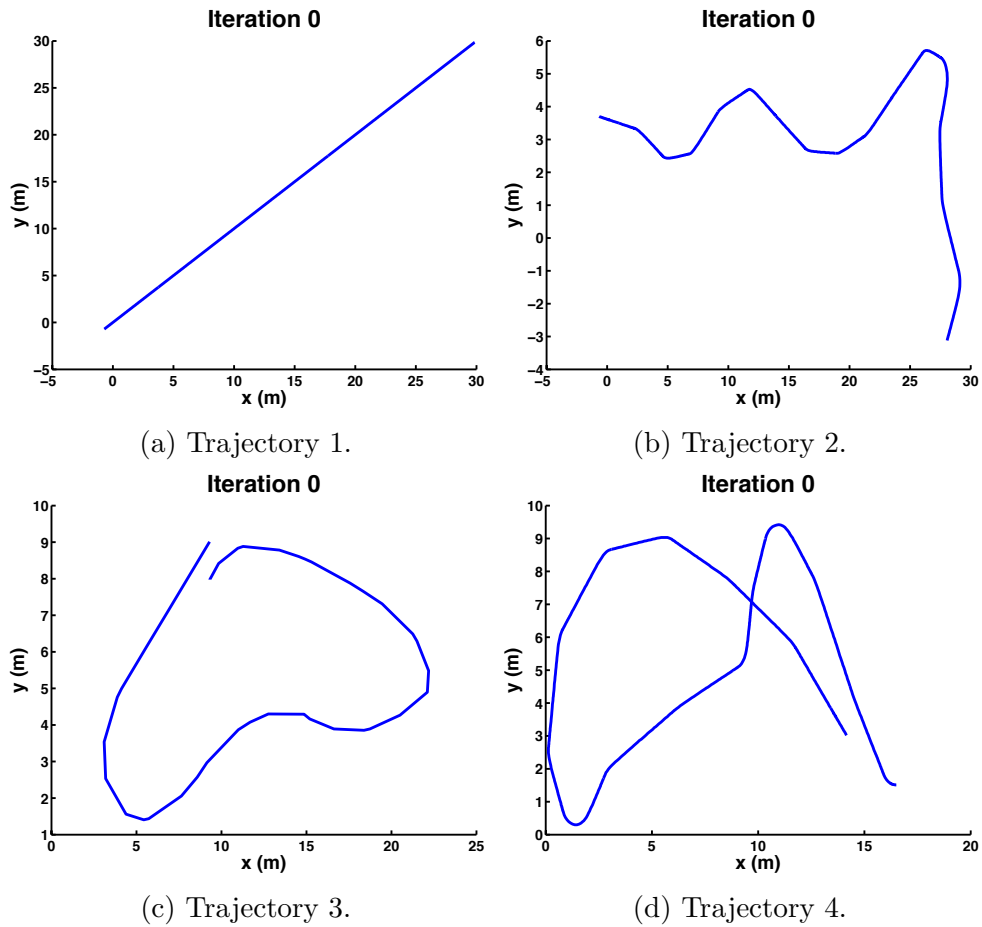 Iteration 0
30
25
20
15
10
5
0
−5
y (m)
−5 0 5 10 15 20 25 30
x (m)
(a) Trajectory 1.
Iteration 0
6
5
4
3
2
1
0
−1
−2
−3
−4
y (m)
−5 0 5 10 15 20 25 30
x (m)
(b) Trajectory 2.
Iteration 0
10
9
8
7
6
5
4
3
2
1
y (m)
0 5 10 15 20 25
x (m)
(c) Trajectory 3.
Iteration 0
10
9
8
7
6
5
4
3
2
1
0
y (m)
0 5 10 15 20
x (m)
(d) Trajectory 4.